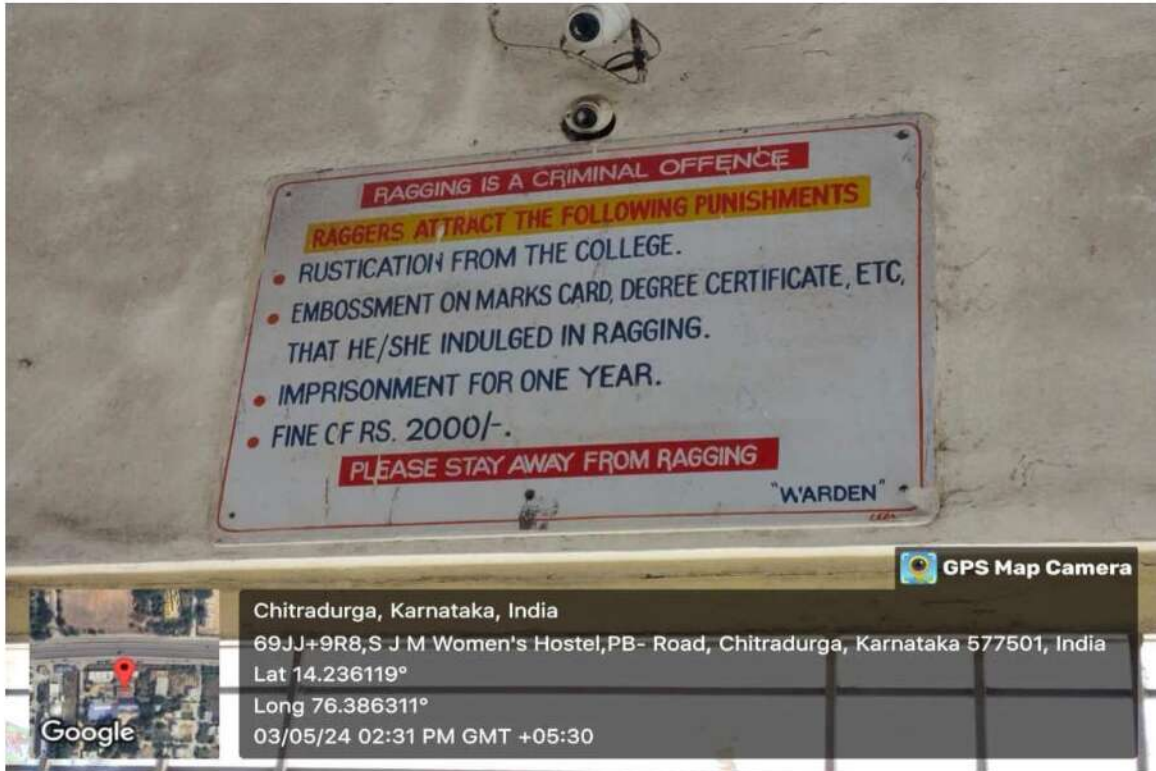 RAGGING IS A CRIMINAL OFFENCE
RAGGERS ATTRACT THE FOLLOWING PUNISHMENTS
• RUSTICATION FROM THE COLLEGE.
• EMBOSSMENT ON MARKS CARD, DEGREE CERTIFICATE, ETC,
THAT HE/SHE INDULGED IN RAGGING.
• IMPRISONMENT FOR ONE YEAR.
• FINE OF RS. 2000/-.
PLEASE STAY AWAY FROM RAGGING
"WARDEN"
GPS Map Camera
Chitradurga, Karnataka, India
69JJ+9R8,S J M Women's Hostel,PB- Road, Chitradurga, Karnataka 577501, India
Lat 14.236119°
Long 76.386311°
03/05/24 02:31 PM GMT +05:30
Google